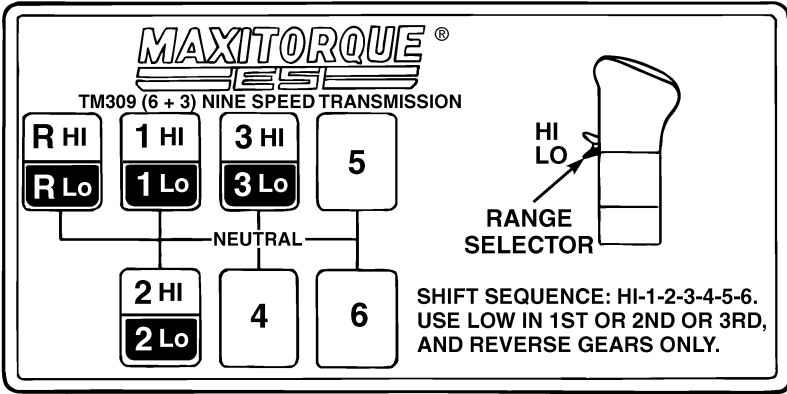 MAXITORQUE®
ES
TM309 (6 + 3) NINE SPEED TRANSMISSION
R HI
R Lo
1 HI
1 Lo
3 HI
3 Lo
5
NEUTRAL
2 HI
2 Lo
4
6
HI
LO
RANGE
SELECTOR
SHIFT SEQUENCE: HI-1-2-3-4-5-6.
USE LOW IN 1ST OR 2ND OR 3RD,
AND REVERSE GEARS ONLY.